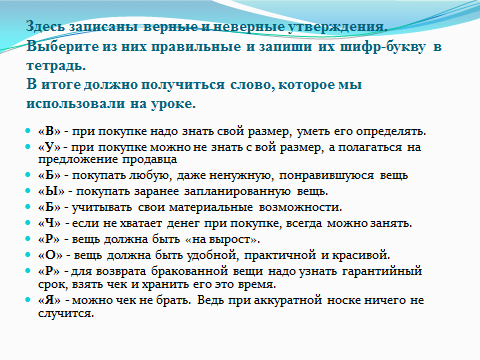 Здесь записаны верные и неверные утверждения.
Выберите из них правильные и запиши их шифр-букву в
тетрадь.
В итоге должно получиться слово, которое мы
использовали на уроке.
«В» - при покупке надо знать свой размер, уметь его определять.
«У» - при покупке можно не знать с вой размер, а полагаться на
предложение продавца
«Б» - покупать любую, даже ненужную, понравившуюся вещь
«Ы» - покупать заранее запланированную вещь.
«Б» - учитывать свои материальные возможности.
«Ч» - если не хватает денег при покупке, всегда можно занять.
«Р» - вещь должна быть «на вырост».
«О» - вещь должна быть удобной, практичной и красивой.
«Р» - для возврата бракованной вещи надо узнать гарантийный
срок, взять чек и хранить его это время.
«Я» - можно чек не брать. Ведь при аккуратной носке ничего не
случится.